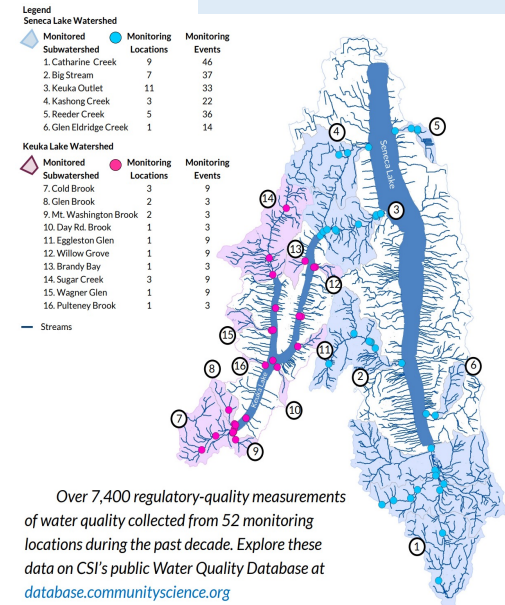 Legend
Seneca Lake Watershed
Monitored Subwatershed Monitoring Locations Monitoring Events
1. Catharine Creek 9 46
2. Big Stream 7 37
3. Keuka Outlet 11 33
4. Kashong Creek 3 22
5. Reeder Creek 5 36
6. Glen Eldridge Creek 1 14
Keuka Lake Watershed
Monitored Subwatershed Monitoring Locations Monitoring Events
7. Cold Brook 3 9
8. Glen Brook 2 3
9. Mt. Washington Brook 2 3
10. Day Rd. Brook 1 3
11. Eggleston Glen 1 9
12. Willow Grove 1 9
13. Brandy Bay 1 3
14. Sugar Creek 3 9
15. Wagner Glen 1 9
16. Pulteney Brook 1 3
Streams
4
5
Seneca Lake
14
3
13
12
15
11
8
16
2
6
Keuka Lake
10
7
9
1
Over 7,400 regulatory-quality measurements
of water quality collected from 52 monitoring
locations during the past decade. Explore these
data on CSI's public Water Quality Database at
database.communityscience.org